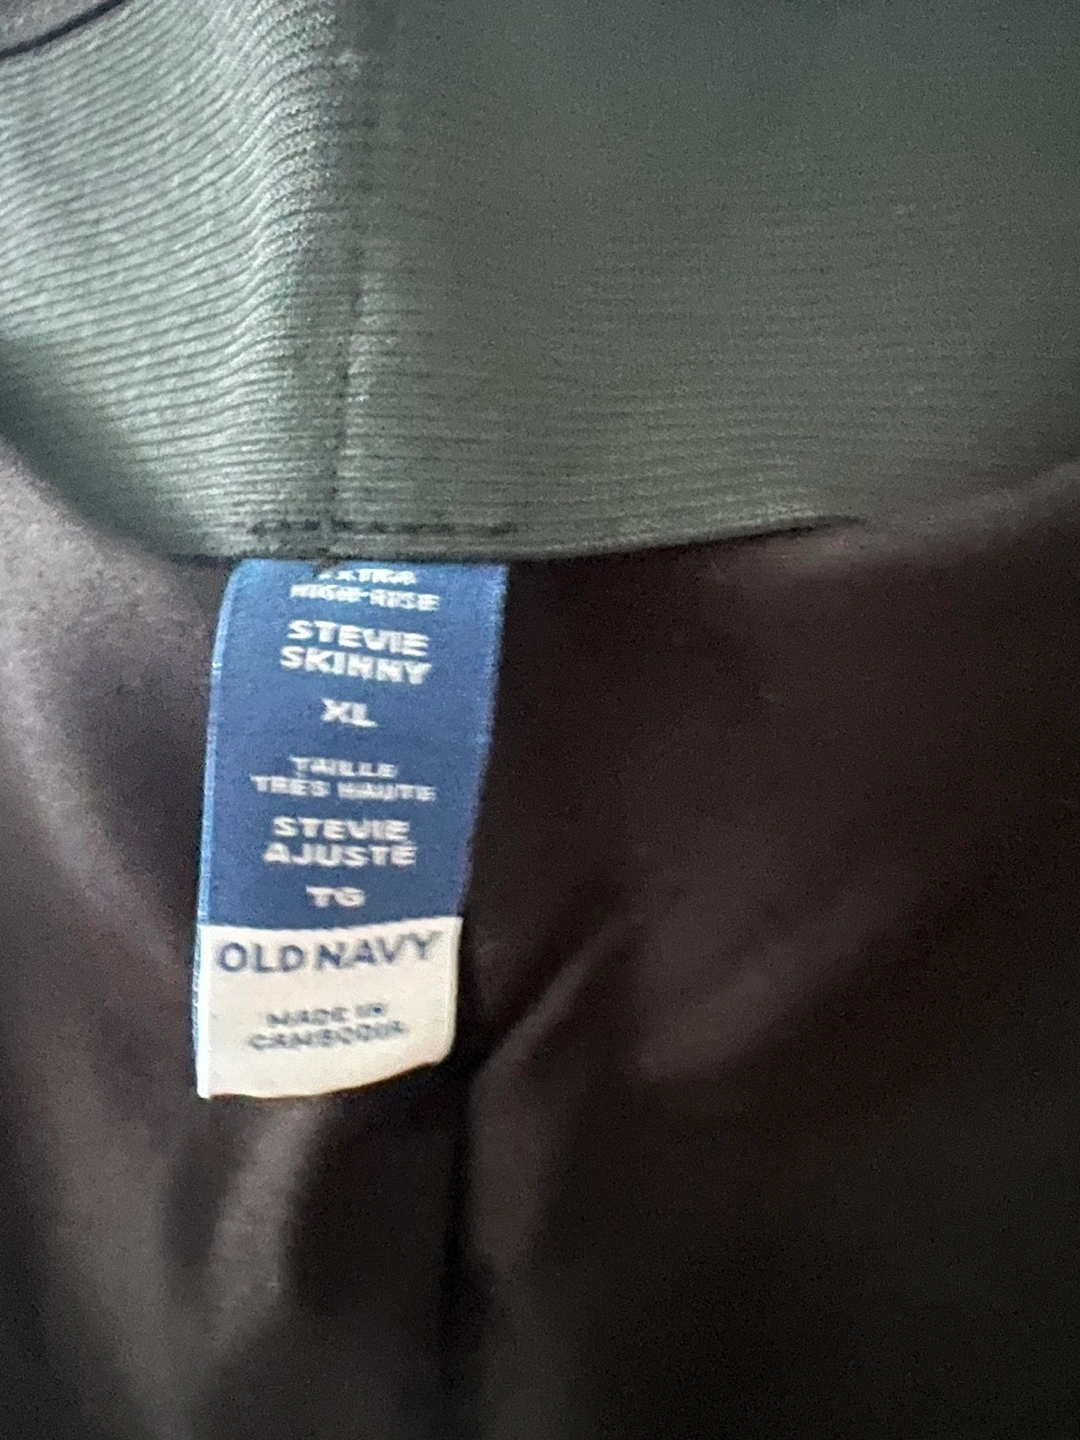 EXTRA
HIGH-RISE
STEVIE
SKINNY
XL
TAILLE
TRÈS HAUTE
STEVIE
AJUSTÉ
TG
OLD NAVY
MADE IN
CAMBODIA